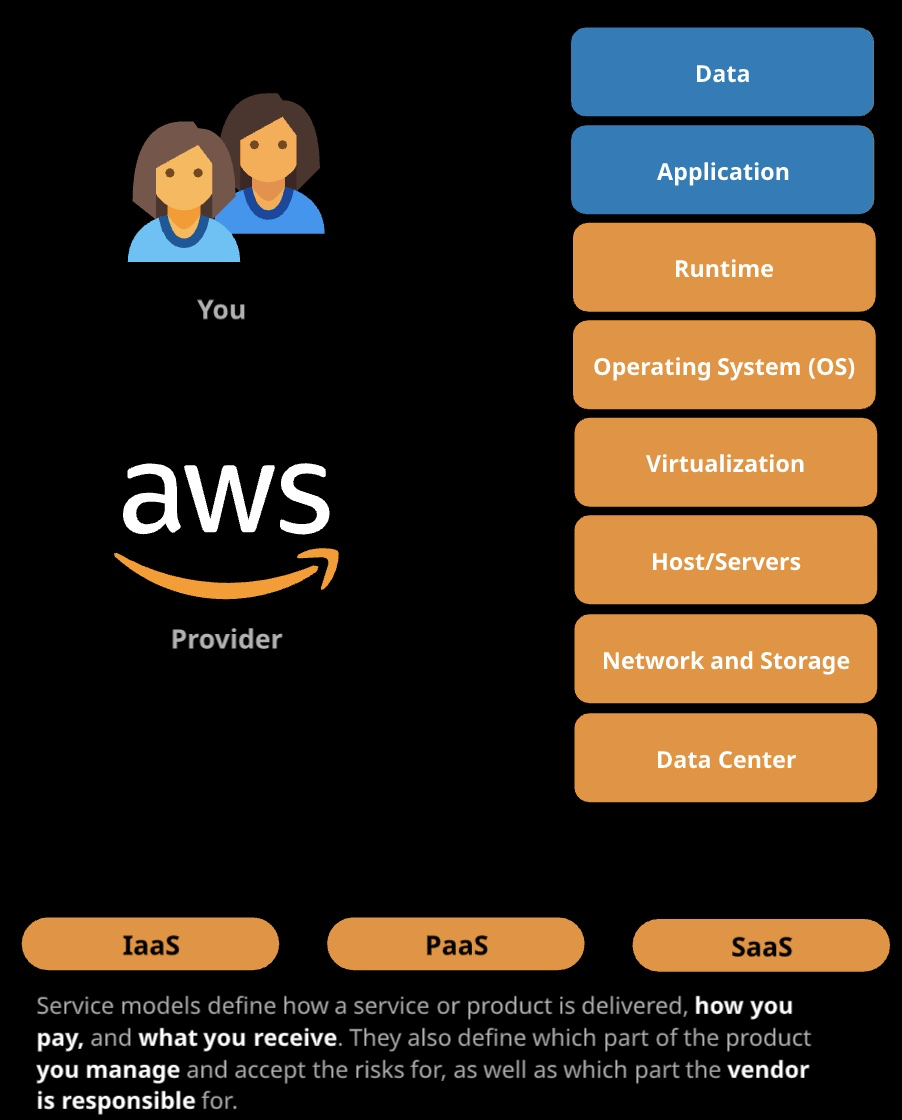 Data
Application
Runtime
Operating System (OS)
Virtualization
Host/Servers
Network and Storage
Data Center
You
aws
Provider
IaaS
PaaS
SaaS
Service models define how a service or product is delivered, how you
pay, and what you receive. They also define which part of the product
you manage and accept the risks for, as well as which part the vendor
is responsible for.